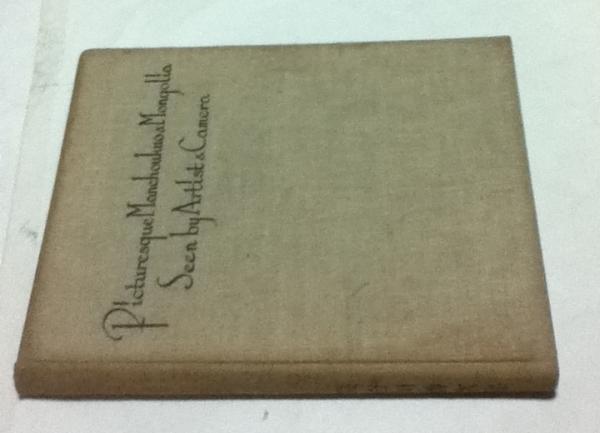 Picturesque Manchoukuo & Mongolia
Seen by Artist & Camera